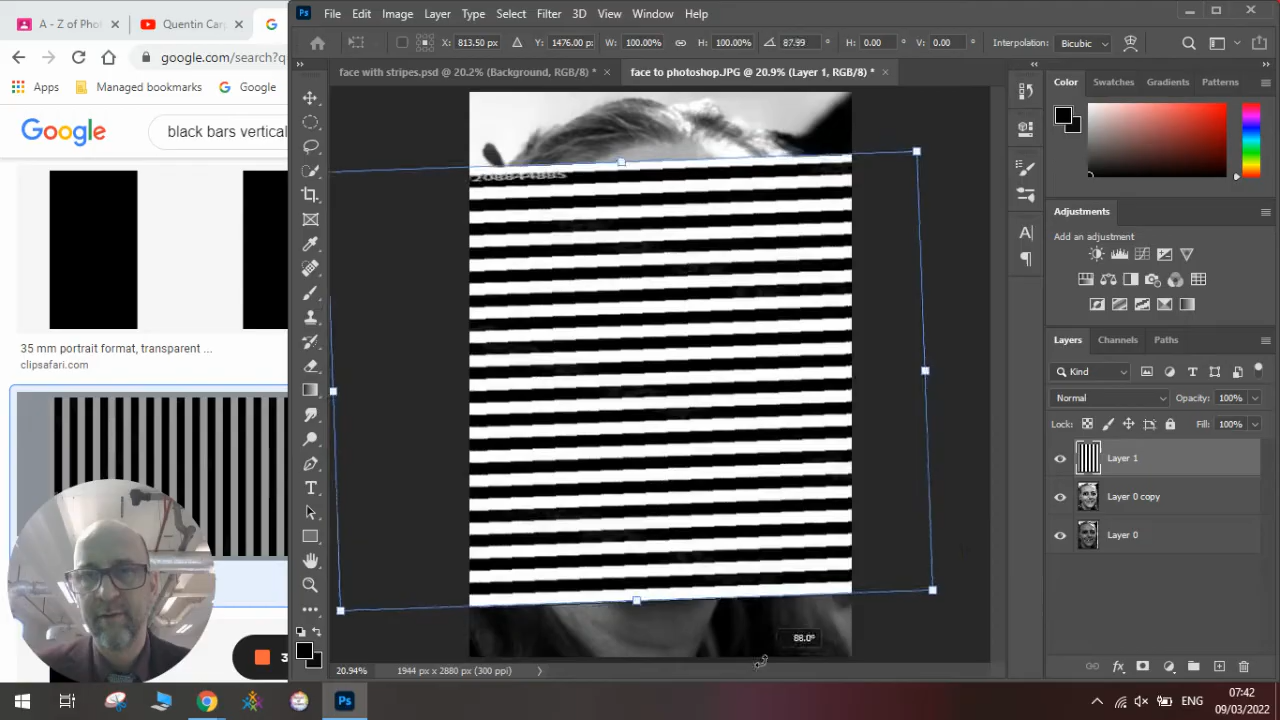 A - Z of Pho
Quentin Car
google.com/search?q
Apps
Managed bookmarks
Google
Google
black bars vertical
35 mm portrait format, transparent ...
clipsafari.com
Ps
File Edit Image Layer Type Select Filter 3D View Window Help
X: 813.50 px Y: 1476.00 px W: 100.00% H: 100.00% 87.99 ° H: 0.00 ° V: 0.00 ° Interpolation: Bicubic
face with stripes.psd @ 20.2% (Background, RGB/8) * ×
face to photoshop.JPG @ 20.9% (Layer 1, RGB/8) * ×
88.0°
20.94% 1944 px x 2880 px (300 ppi)
Color Swatches Gradients Patterns
Adjustments
Add an adjustment
Layers Channels Paths
Kind
Normal Opacity: 100%
Lock: Fill: 100%
Layer 1
Layer 0 copy
Layer 0
Ps
ENG
07:42
09/03/2022